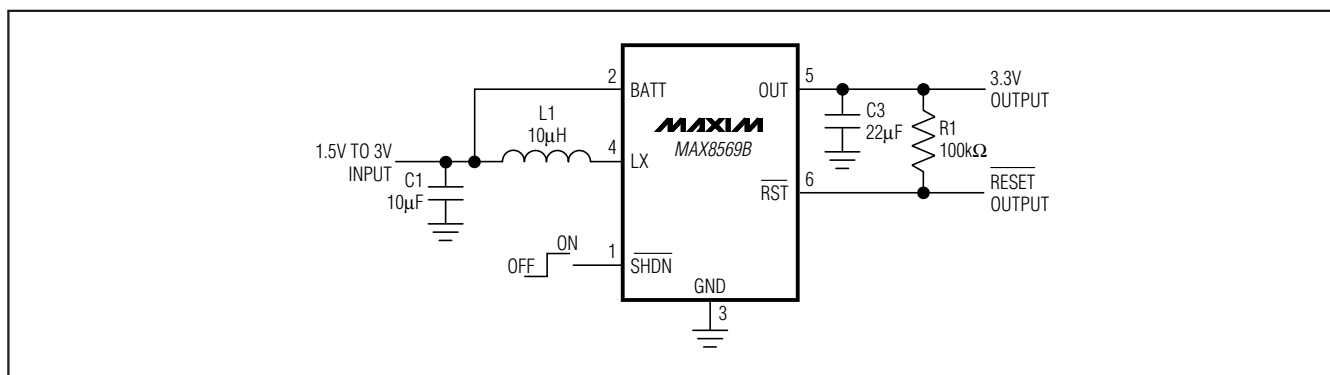 2
BATT
OUT
5
3.3V
OUTPUT
L1
10µH
MAXIM
MAX8569B
C3
22µF
R1
100kΩ
1.5V TO 3V
INPUT
4
LX
C1
10µF
RST
6
RESET
OUTPUT
ON
OFF
1
SHDN
GND
3